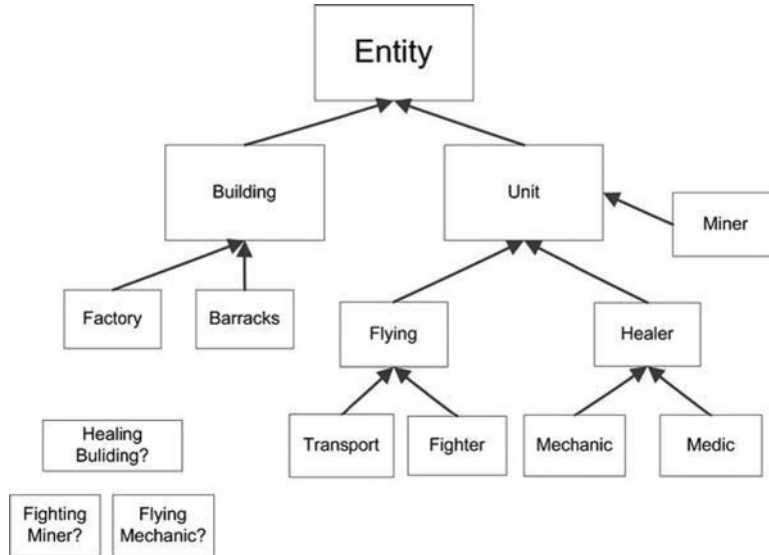 Entity
Building
Unit
Miner
Factory
Barracks
Flying
Healer
Transport
Fighter
Mechanic
Medic
Healing
Buliding?
Fighting
Miner?
Flying
Mechanic?